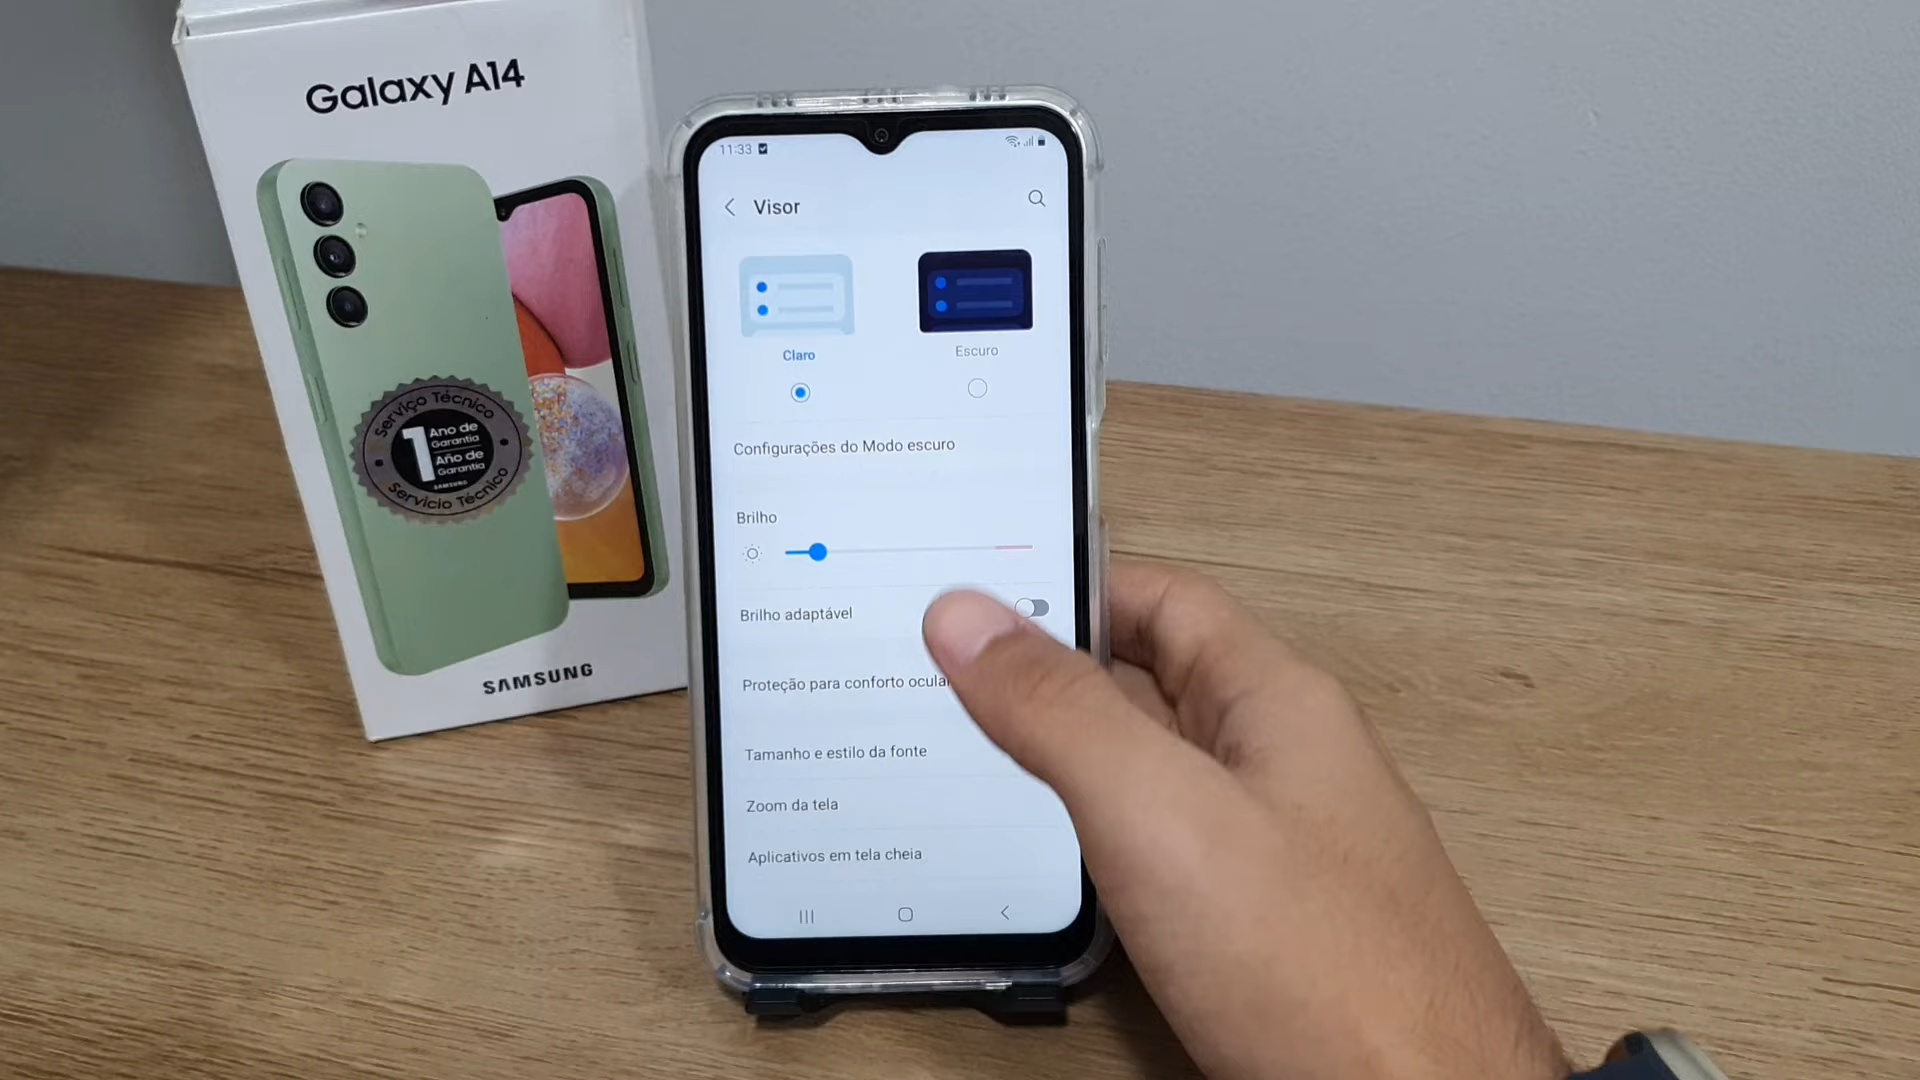 Galaxy A14
Serviço Técnico
1 Ano de
Garantia
Año de
Garantia
SAMSUNG
Servicio Técnico
SAMSUNG
11:33
Visor
Claro
Escuro
Configurações do Modo escuro
Brilho
Brilho adaptável
Proteção para conforto ocular
Tamanho e estilo da fonte
Zoom da tela
Aplicativos em tela cheia